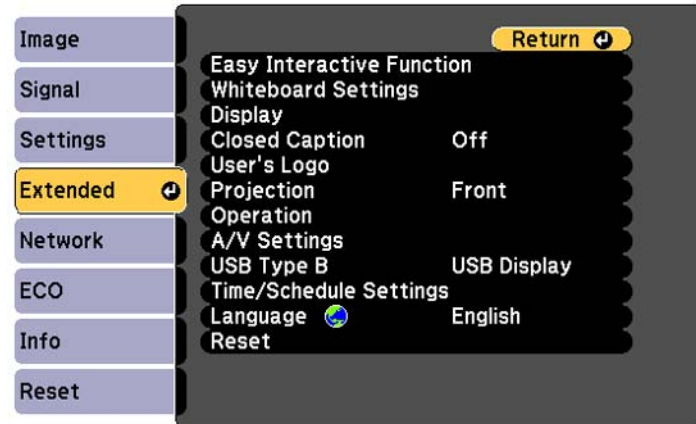 Image
Signal
Settings
Extended
Network
ECO
Info
Reset
Return
Easy Interactive Function
Whiteboard Settings
Display
Closed Caption Off
User's Logo
Projection Front
Operation
A/V Settings
USB Type B USB Display
Time/Schedule Settings
Language English
Reset